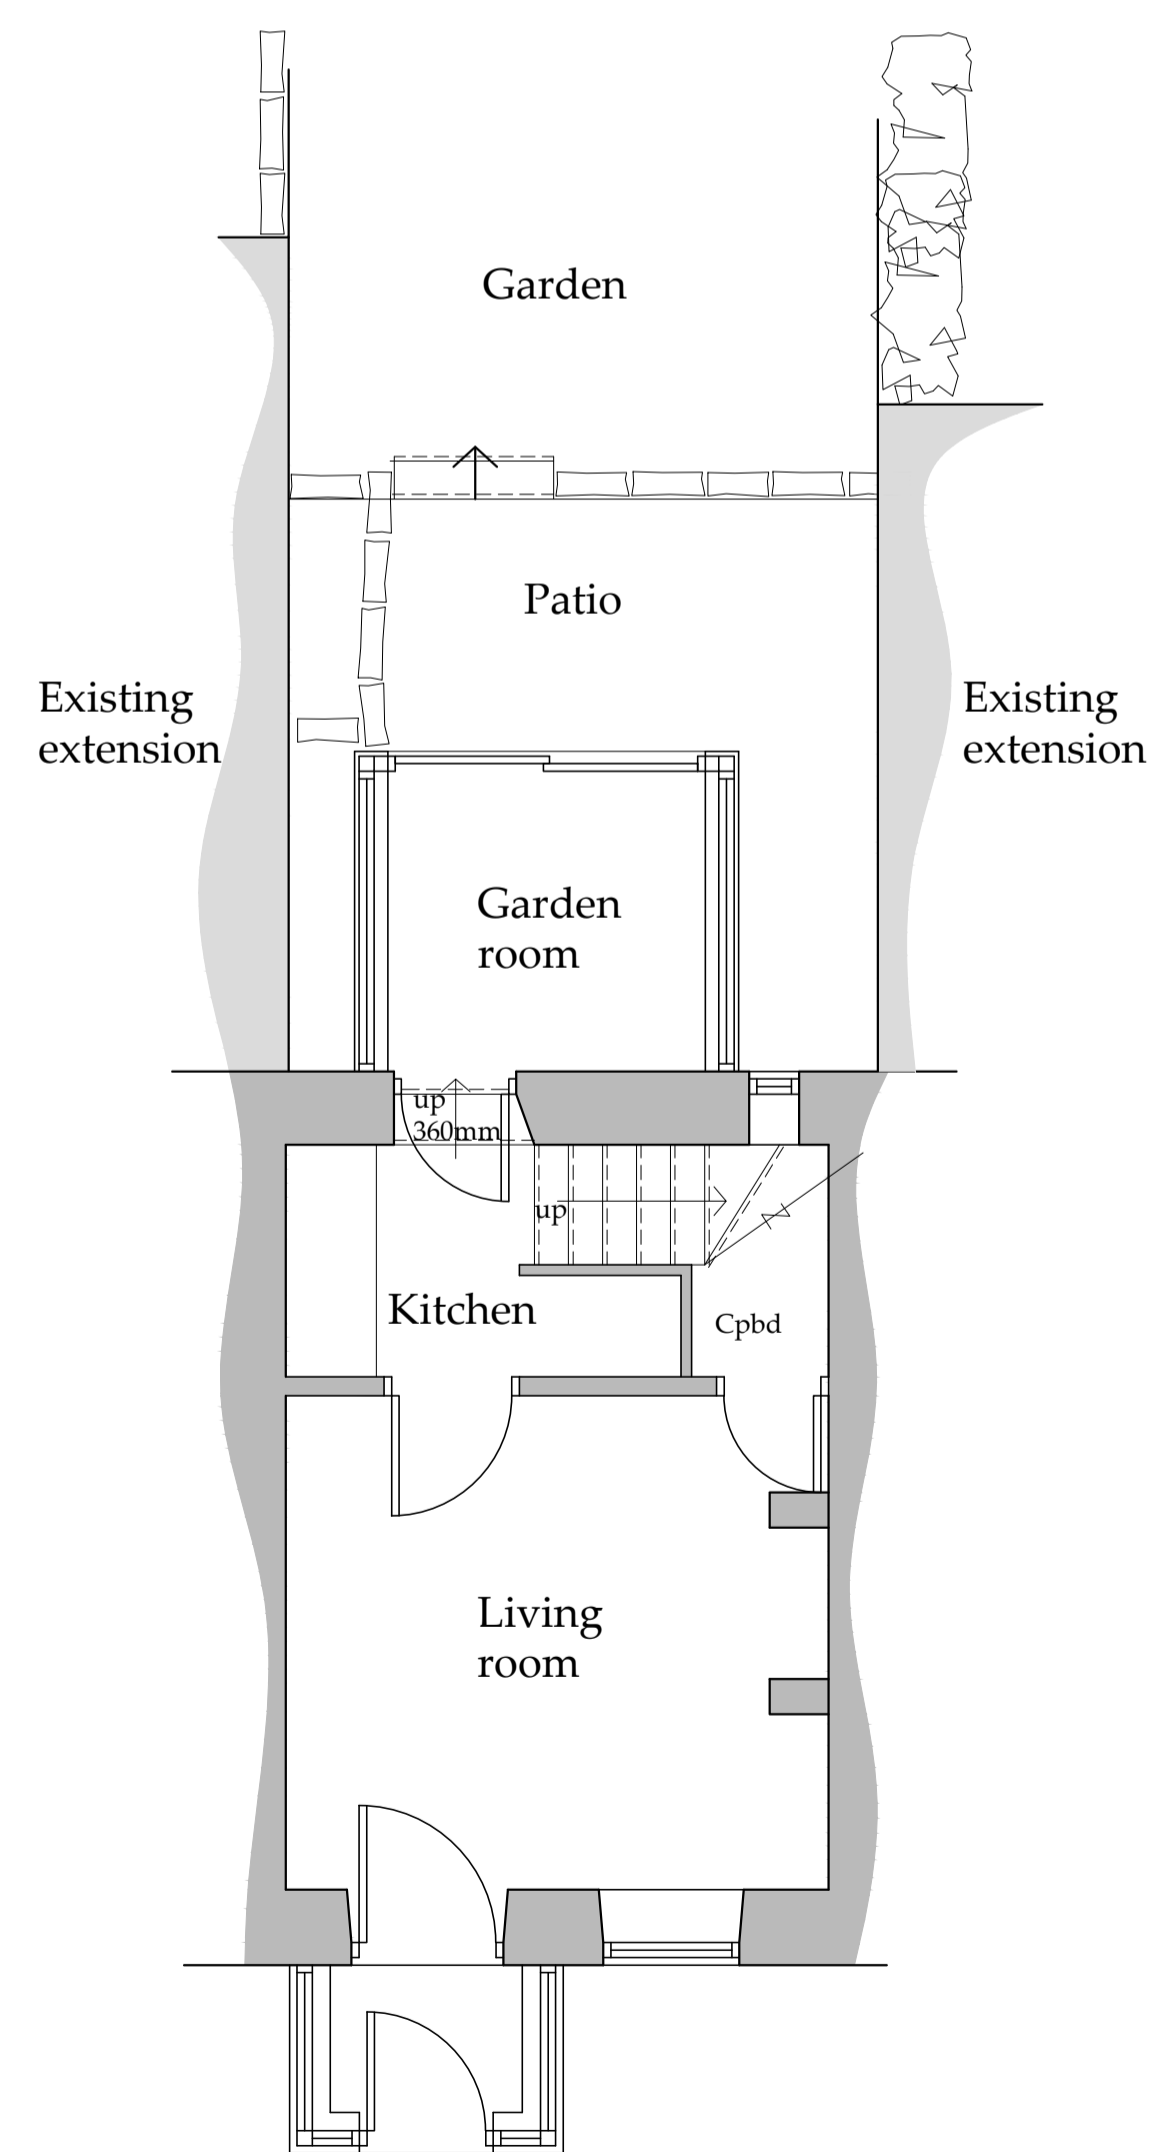 Garden
Patio
Existing
extension
Existing
extension
Garden
room
up
360mm
up
Kitchen
Cpbd
Living
room